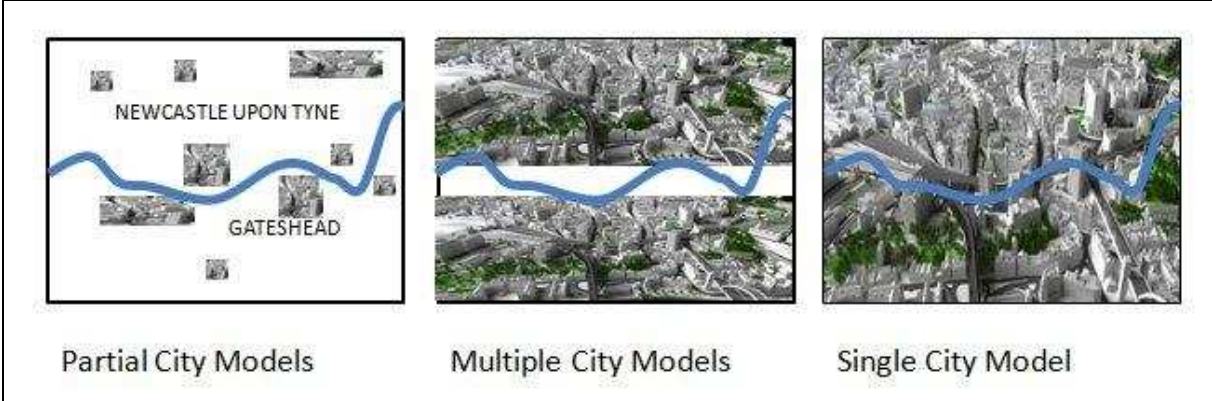 NEWCASTLE UPON TYNE
GATESHEAD
Partial City Models
Multiple City Models
Single City Model